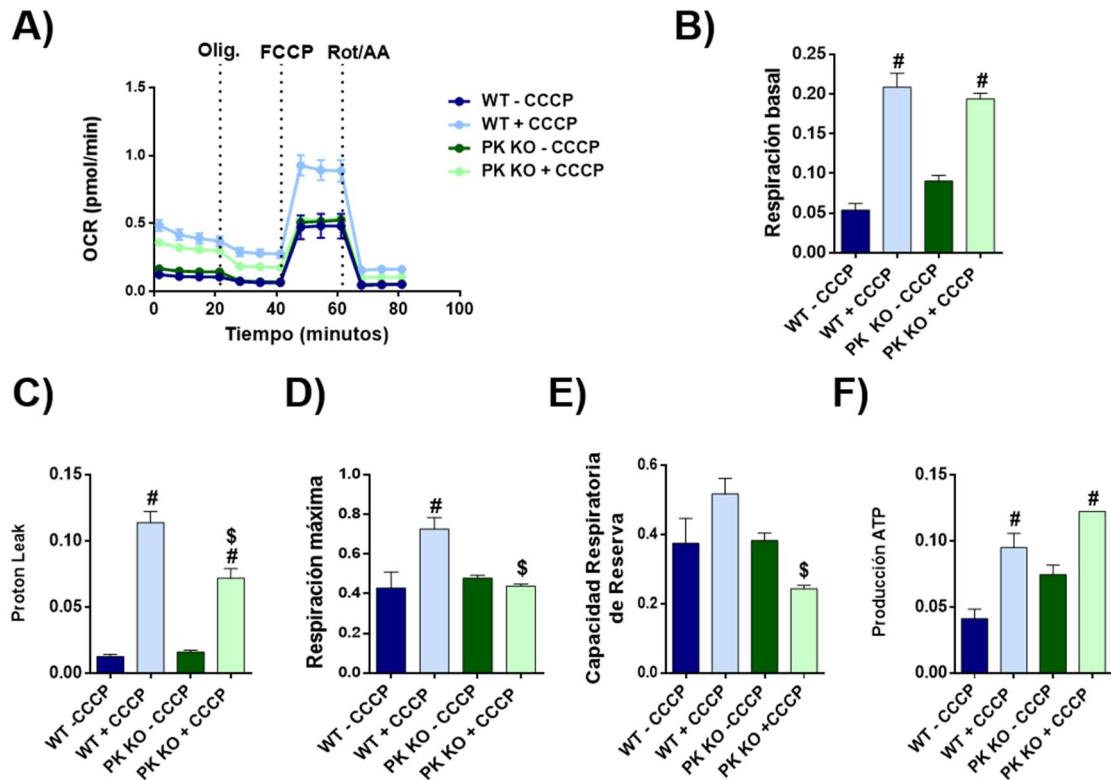 A)
Olig. FCCP Rot/AA
OCR (pmol/min)
1.5
1.0
0.5
0.0
0 20 40 60 80 100
Tiempo (minutos)
WT - CCCP
WT + CCCP
PK KO - CCCP
PK KO + CCCP
B)
Respiración basal
0.25
0.20
0.15
0.10
0.05
0.00
# #
WT - CCCP
WT + CCCP
PK KO - CCCP
PK KO + CCCP
C)
Proton Leak
0.15
0.10
0.05
0.00
#
$
#
WT -CCCP
WT + CCCP
PK KO - CCCP
PK KO + CCCP
D)
Respiración máxima
1.0
0.8
0.6
0.4
0.2
0.0
#
$
WT - CCCP
WT + CCCP
PK KO - CCCP
PK KO + CCCP
E)
Capacidad Respiratoria
de Reserva
0.6
0.4
0.2
0.0
$
WT - CCCP
WT + CCCP
PK KO -CCCP
PK KO +CCCP
F)
Producción ATP
0.15
0.10
0.05
0.00
#
#
WT - CCCP
WT + CCCP
PK KO - CCCP
PK KO + CCCP